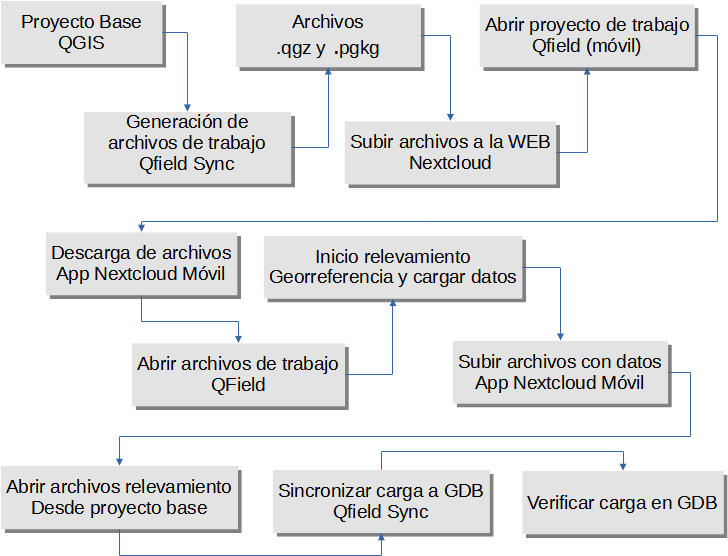 Proyecto Base
QGIS
Generación de
archivos de trabajo
Qfield Sync
Archivos
.qgz y .pgkg
Subir archivos a la WEB
Nextcloud
Abrir proyecto de trabajo
Qfield (móvil)
Descarga de archivos
App Nextcloud Móvil
Abrir archivos de trabajo
QField
Inicio relevamiento
Georreferencia y cargar datos
Subir archivos con datos
App Nextcloud Móvil
Abrir archivos relevamiento
Desde proyecto base
Sincronizar carga a GDB
Qfield Sync
Verificar carga en GDB